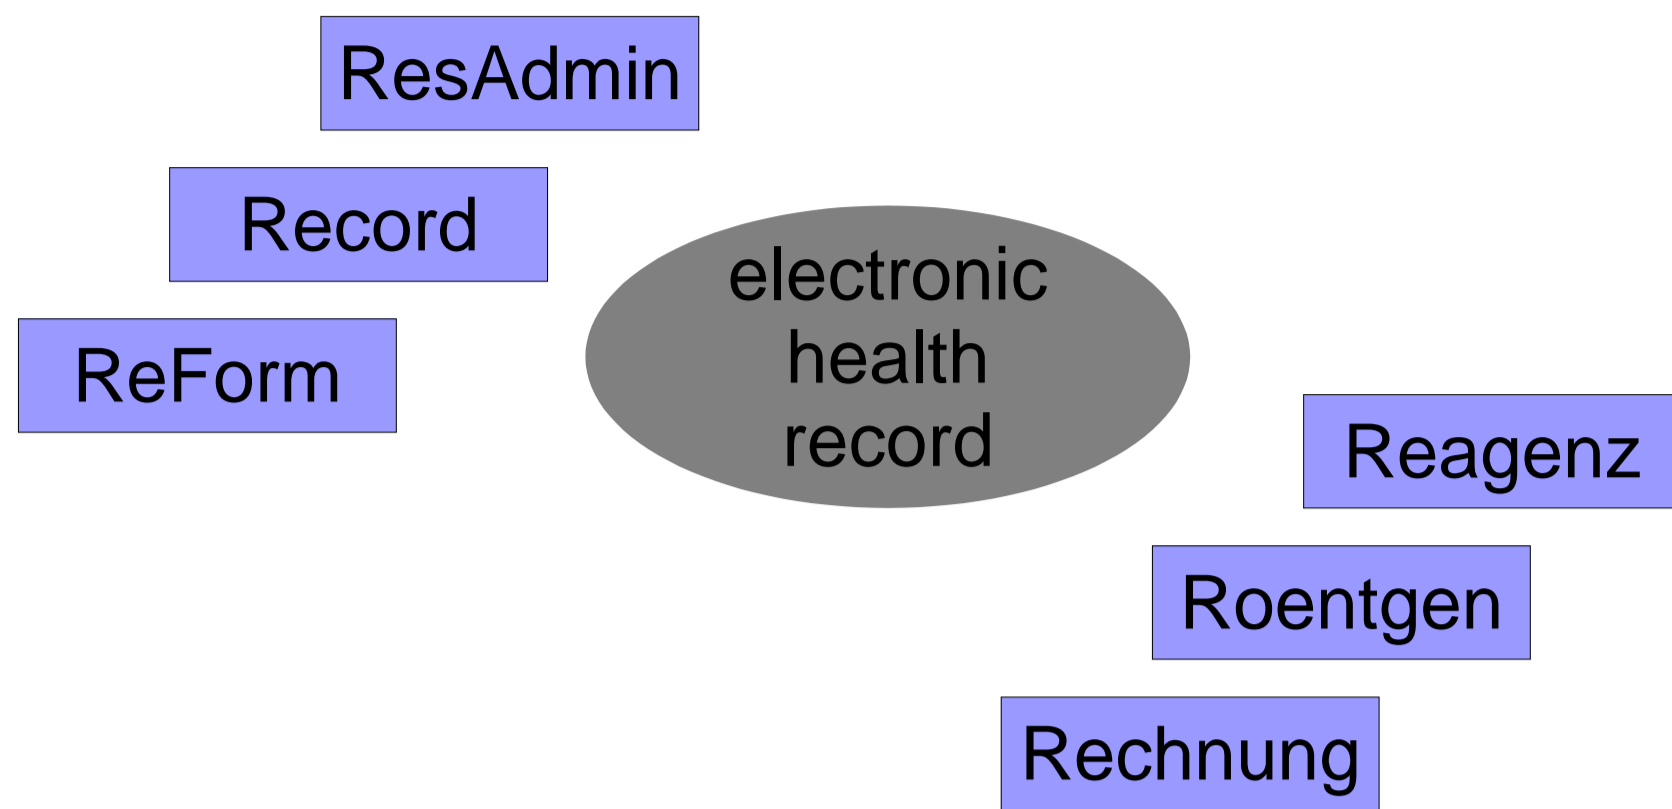 ResAdmin
Record
ReForm
electronic
health
record
Reagenz
Roentgen
Rechnung